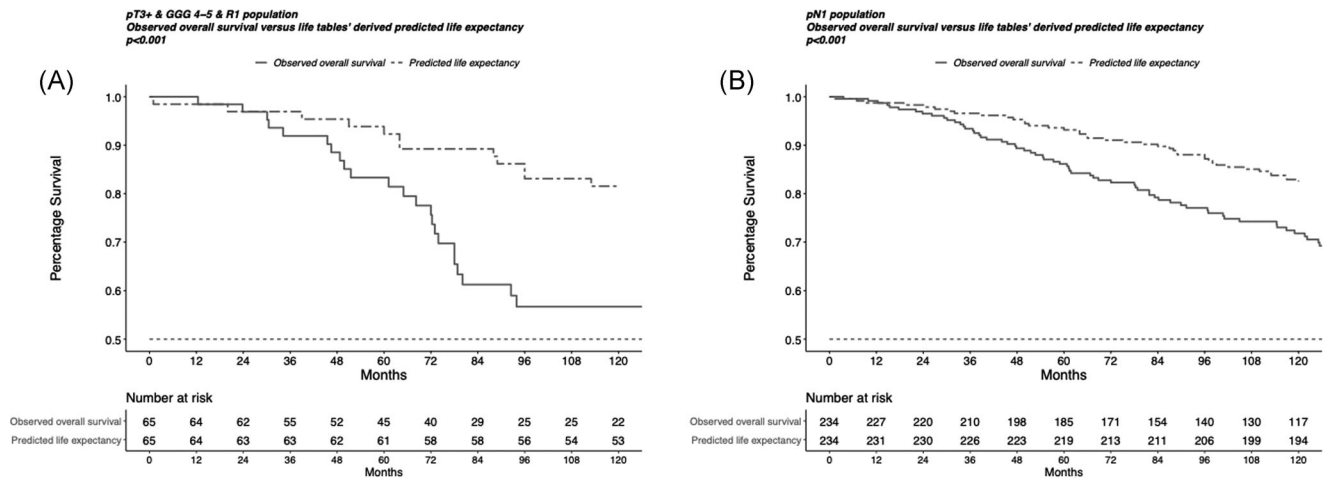 pT3+ & GGG 4–5 & R1 population
Observed overall survival versus life tables' derived predicted life expectancy
p<0.001
Observed overall survival Predicted life expectancy
(A)
Percentage Survival
1.0
0.9
0.8
0.7
0.6
0.5
0 12 24 36 48 60 72 84 96 108 120
Months
Number at risk
Observed overall survival 65 64 62 55 52 45 40 29 25 25 22
Predicted life expectancy 65 64 63 63 62 61 58 58 56 54 53
0 12 24 36 48 60 72 84 96 108 120
Months
pN1 population
Observed overall survival versus life tables' derived predicted life expectancy
p<0.001
Observed overall survival Predicted life expectancy
(B)
Percentage Survival
1.0
0.9
0.8
0.7
0.6
0.5
0 12 24 36 48 60 72 84 96 108 120
Months
Number at risk
Observed overall survival 234 227 220 210 198 185 171 154 140 130 117
Predicted life expectancy 234 231 230 226 223 219 213 211 206 199 194
0 12 24 36 48 60 72 84 96 108 120
Months